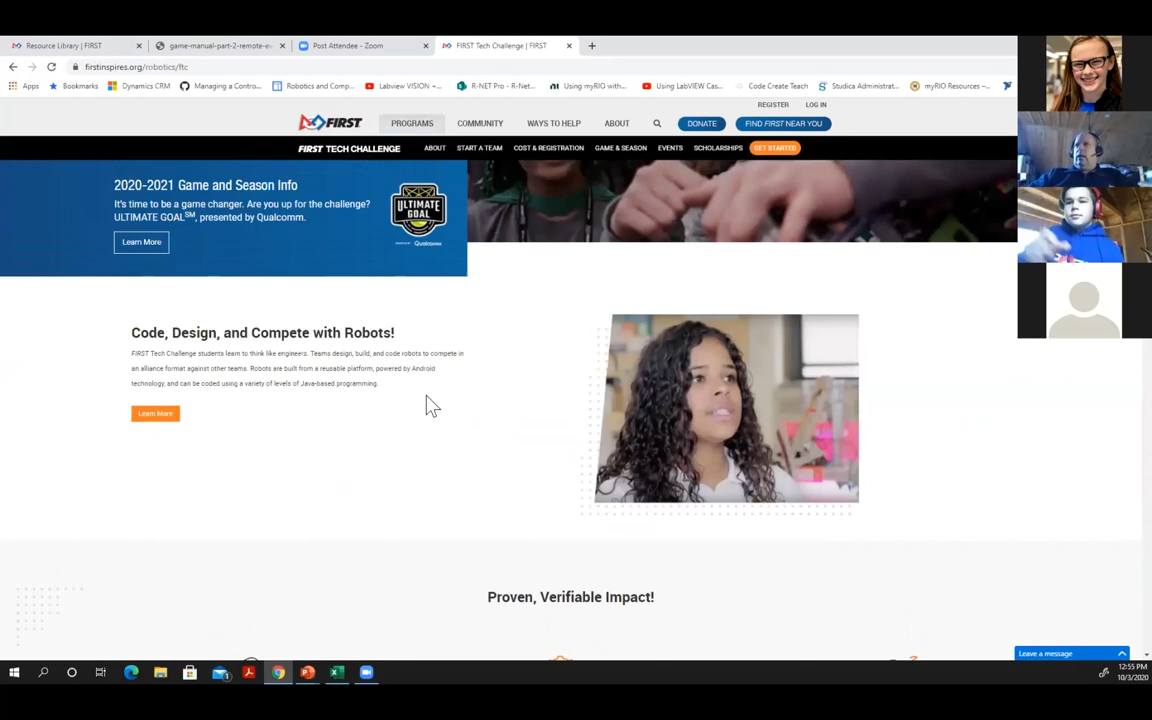 Resource Library | FIRST
game-manual-part-2-remote-e
Post Attendee - Zoom
FIRST Tech Challenge | FIRST
firstinspires.org/robotics/ftc
Apps Bookmarks Dynamics CRM Managing a Contro... Robotics and Comp... Labview VISION +... R-NET Pro - R-Net... Using myRIO with... Using LabVIEW Cas... Code Create Teach Studica Administrat... myRIO Resources –...
REGISTER LOG IN
FIRST PROGRAMS COMMUNITY WAYS TO HELP ABOUT DONATE FIND FIRST NEAR YOU
FIRST TECH CHALLENGE ABOUT START A TEAM COST & REGISTRATION GAME & SEASON EVENTS SCHOLARSHIPS GET STARTED
2020-2021 Game and Season Info
It's time to be a game changer. Are you up for the challenge?
ULTIMATE GOAL℠, presented by Qualcomm.
Learn More
ULTIMATE
GOAL
Qualcomm
Code, Design, and Compete with Robots!
FIRST Tech Challenge students learn to think like engineers. Teams design, build, and code robots to compete in
an alliance format against other teams. Robots are built from a reusable platform, powered by Android
technology, and can be coded using a variety of levels of Java-based programming.
Learn More
Proven, Verifiable Impact!
Leave a message
12:55 PM
10/3/2020